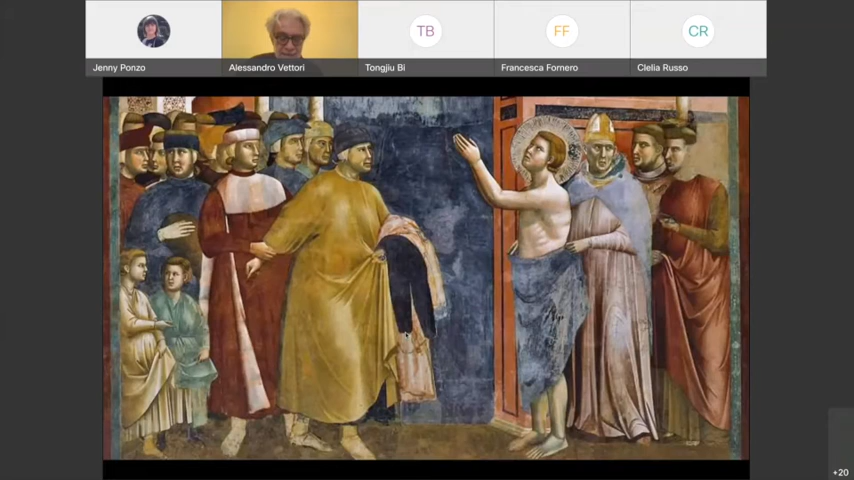 TB
FF
CR
Jenny Ponzo
Alessandro Vettori
Tongjiu Bi
Francesca Fornero
Clelia Russo
+20